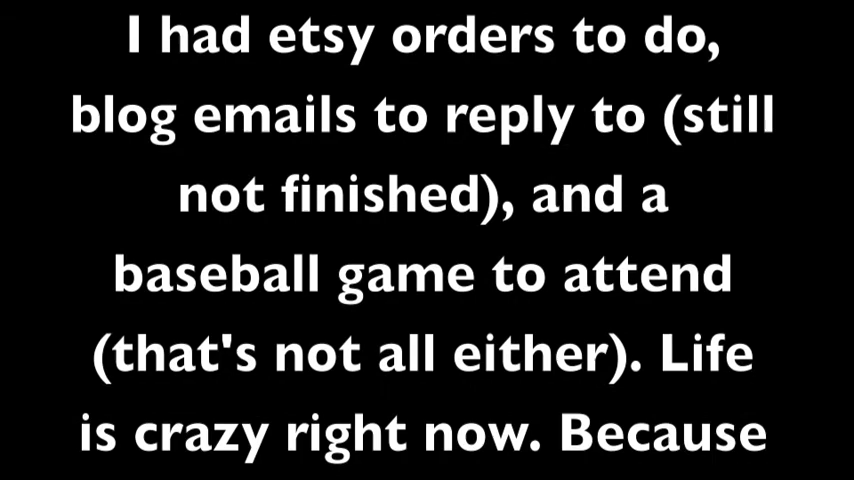 I had etsy orders to do,
blog emails to reply to (still
not finished), and a
baseball game to attend
(that's not all either). Life
is crazy right now. Because